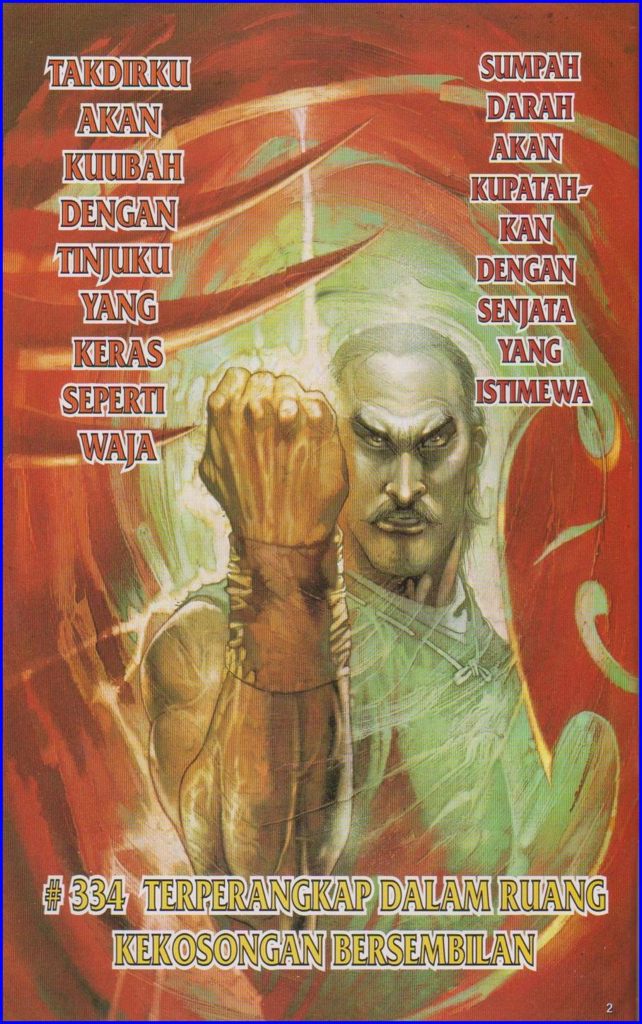 TAKDIRKU
AKAN
KUUBAH
DENGAN
TINJUKU
YANG
KERAS
SEPERTI
WAJA
SUMPAH
DARAH
AKAN
KUPATAH-
KAN
DENGAN
SENJATA
YANG
ISTIMEWA
# 334 TERPERANGKAP DALAM RUANG
KEKOSONGAN BERSEMBILAN
2